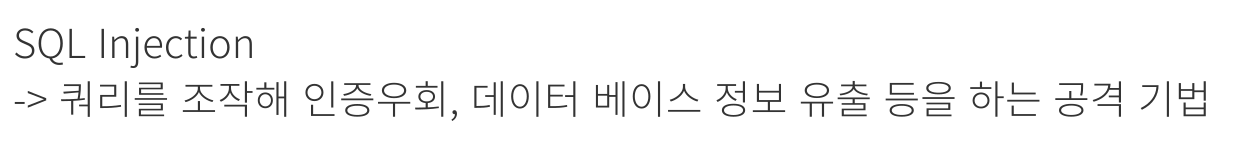 SQL Injection
-> 쿼리를 조작해 인증우회, 데이터 베이스 정보 유출 등을 하는 공격 기법